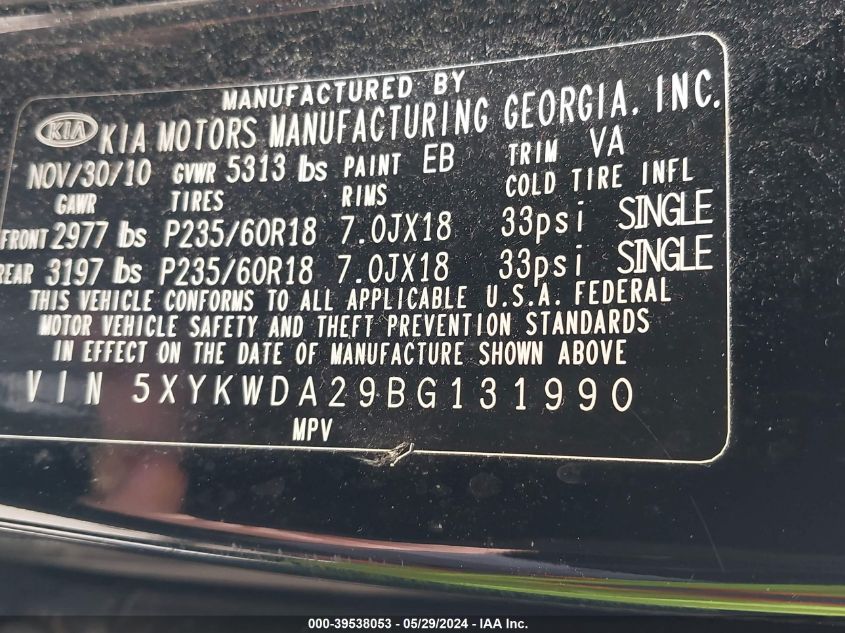 MANUFACTURED BY
KIA KIA MOTORS MANUFACTURING GEORGIA, INC.
NOV/30/10 GVWR 5313 lbs PAINT EB TRIM VA
GAWR TIRES RIMS COLD TIRE INFL
FRONT 2977 lbs P235/60R18 7.0JX18 33psi SINGLE
REAR 3197 lbs P235/60R18 7.0JX18 33psi SINGLE
THIS VEHICLE CONFORMS TO ALL APPLICABLE U.S.A. FEDERAL
MOTOR VEHICLE SAFETY AND THEFT PREVENTION STANDARDS
IN EFFECT ON THE DATE OF MANUFACTURE SHOWN ABOVE
VIN 5XYKWDA29BG131990
MPV
000-39538053 - 05/29/2024 - IAA Inc.